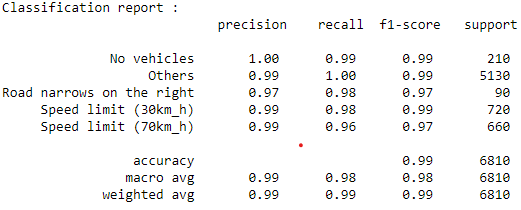 Classification report :
precision recall f1-score support
No vehicles 1.00 0.99 0.99 210
Others 0.99 1.00 0.99 5130
Road narrows on the right 0.97 0.98 0.97 90
Speed limit (30km_h) 0.99 0.98 0.99 720
Speed limit (70km_h) 0.99 0.96 0.97 660
accuracy 0.99 6810
macro avg 0.99 0.98 0.98 6810
weighted avg 0.99 0.99 0.99 6810